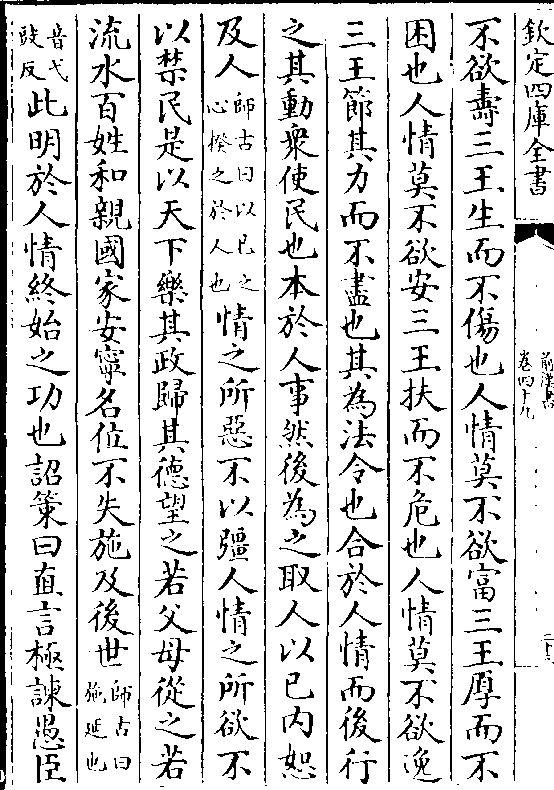 欽定四庫全書
前漢書
卷四十九
不欲壽三王生而不傷也人情莫不欲富三王厚而不
困也人情莫不欲安三王扶而不危也人情莫不欲逸
三王節其力而不盡也其為法令也合於人情而後行
之其動衆使民也本於人事然後為之取人以已内恕
及人師古曰以已之心揆之於人也情之所惡不以彊人情之所欲不
以禁民是以天下樂其政歸其德望之若父母從之若
流水百姓和親國家安寧名位不失施及後世師古曰施延也
音弋豉反此明於人情終始之功也詔策曰直言極諫愚臣